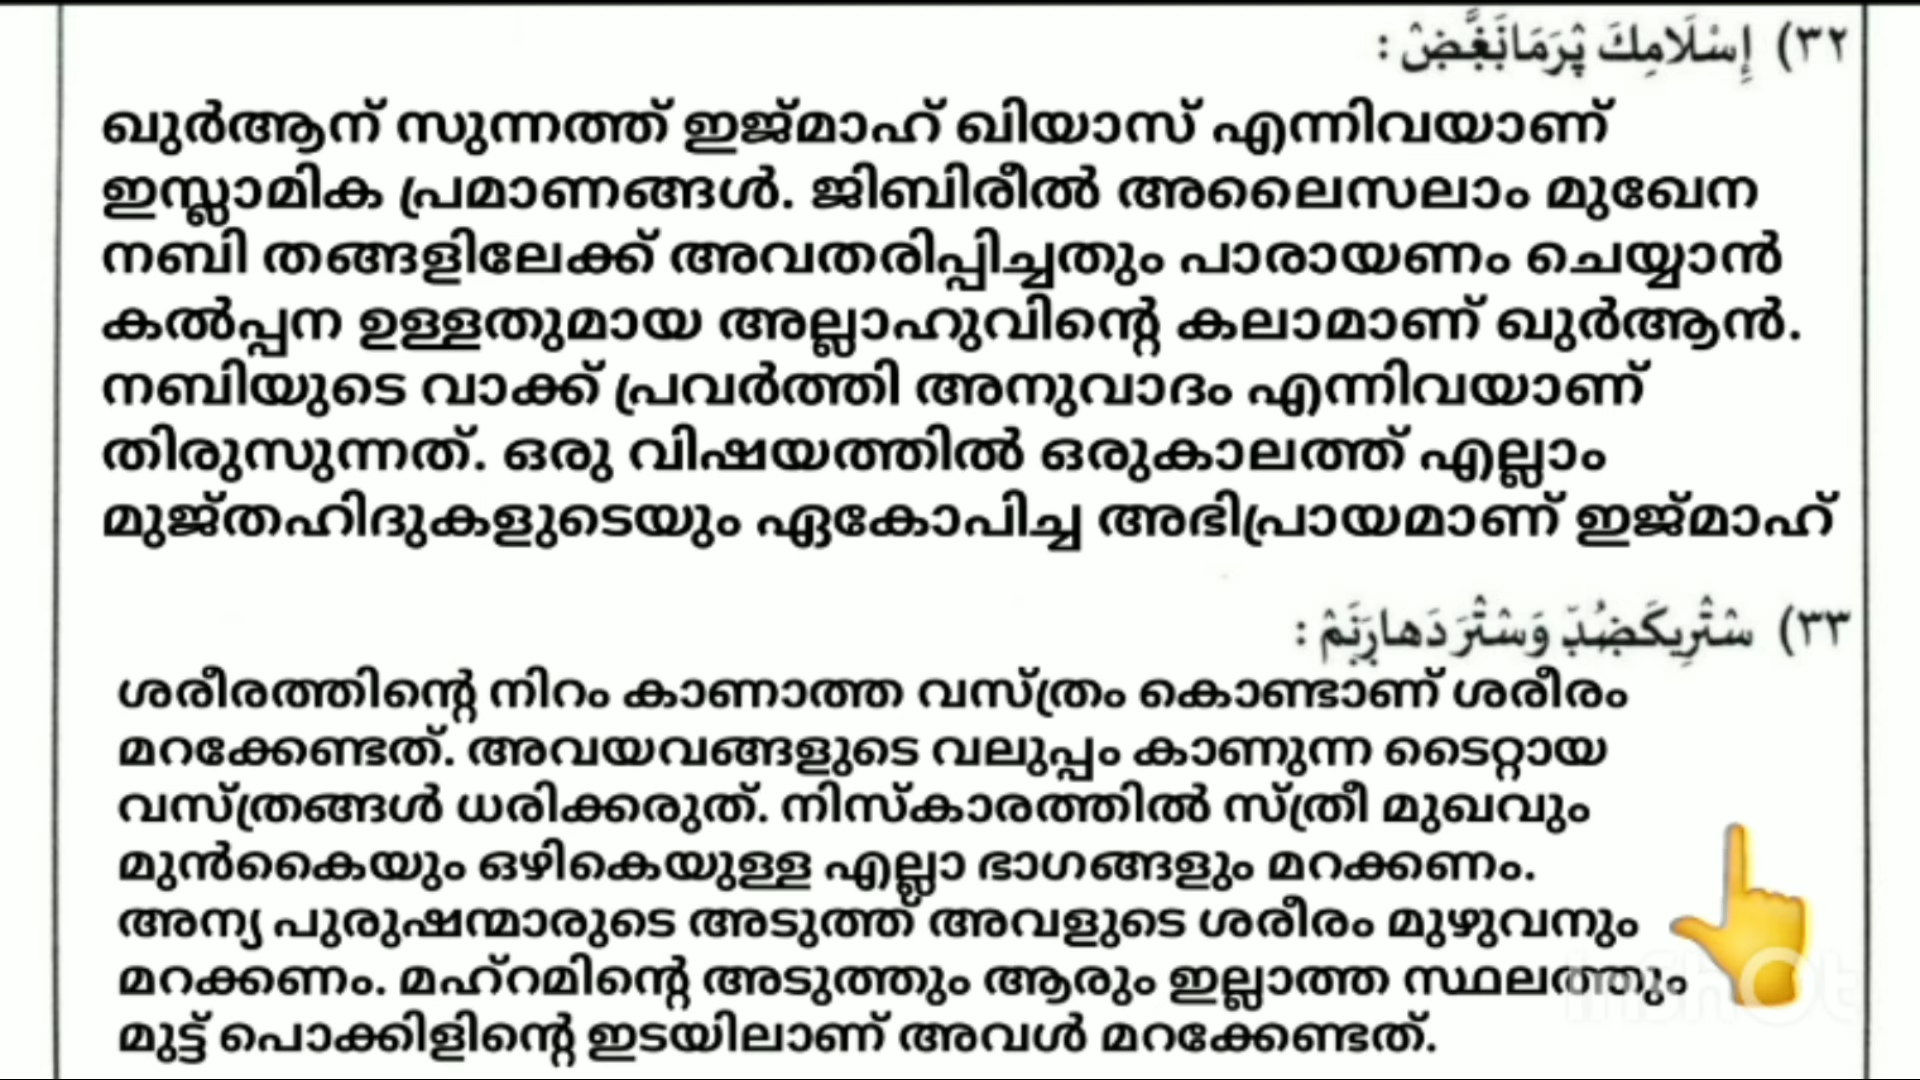 ٣٢) إِسْلَامِكَ پْرَمَانَڠَّضْ :
ഖുർആന് സുന്നത്ത് ഇജ്മാഹ് ഖിയാസ് എന്നിവയാണ്
ഇസ്ലാമിക പ്രമാണങ്ങൾ. ജിബിരീൽ അലൈസലാം മുഖേന
നബി തങ്ങളിലേക്ക് അവതരിപ്പിച്ചതും പാരായണം ചെയ്യാൻ
കൽപ്പന ഉള്ളതുമായ അല്ലാഹുവിന്റെ കലാമാണ് ഖുർആൻ.
നബിയുടെ വാക്ക് പ്രവർത്തി അനുവാദം എന്നിവയാണ്
തിരുസുന്നത്. ഒരു വിഷയത്തിൽ ഒരുകാലത്ത് എല്ലാം
മുജ്തഹിദുകളുടെയും ഏകോപിച്ച അഭിപ്രായമാണ് ഇജ്മാഹ്
٣٣)
ശരീരത്തിന്റെ നിറം കാണാത്ത വസ്ത്രം കൊണ്ടാണ് ശരീരം
മറക്കേണ്ടത്. അവയവങ്ങളുടെ വലുപ്പം കാണുന്ന ടൈറ്റായ
വസ്ത്രങ്ങൾ ധരിക്കരുത്. നിസ്കാരത്തിൽ സ്ത്രീ മുഖവും
മുൻകൈയും ഒഴികെയുള്ള എല്ലാ ഭാഗങ്ങളും മറക്കണം.
അന്യ പുരുഷന്മാരുടെ അടുത്ത് അവളുടെ ശരീരം മുഴുവനും
മറക്കണം. മഹ്റമിന്റെ അടുത്തും ആരും ഇല്ലാത്ത സ്ഥലത്തും
മുട്ട് പൊക്കിളിന്റെ ഇടയിലാണ് അവൾ മറക്കേണ്ടത്.
InShOt